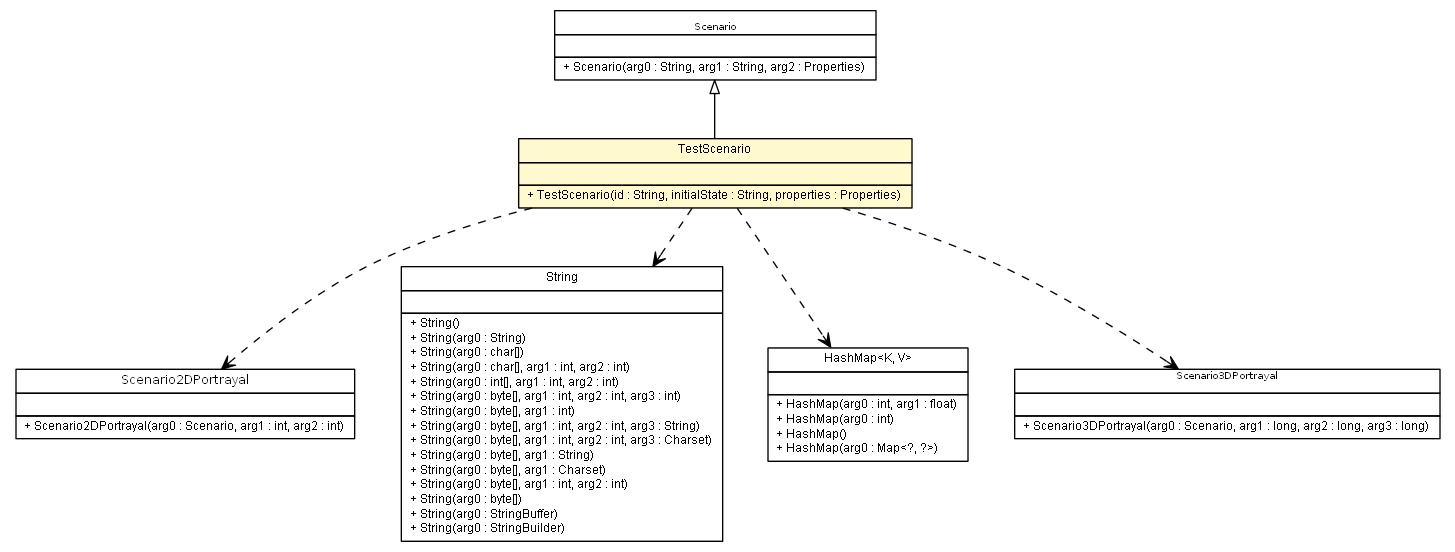 Scenario
+ Scenario(arg0 : String, arg1 : String, arg2 : Properties)
TestScenario
+ TestScenario(id : String, initialState : String, properties : Properties)
Scenario2DPortrayal
+ Scenario2DPortrayal(arg0 : Scenario, arg1 : int, arg2 : int)
String
+ String()
+ String(arg0 : String)
+ String(arg0 : char[])
+ String(arg0 : char[], arg1 : int, arg2 : int)
+ String(arg0 : int[], arg1 : int, arg2 : int)
+ String(arg0 : byte[], arg1 : int, arg2 : int, arg3 : int)
+ String(arg0 : byte[], arg1 : int)
+ String(arg0 : byte[], arg1 : int, arg2 : int, arg3 : String)
+ String(arg0 : byte[], arg1 : int, arg2 : int, arg3 : Charset)
+ String(arg0 : byte[], arg1 : String)
+ String(arg0 : byte[], arg1 : Charset)
+ String(arg0 : byte[], arg1 : int, arg2 : int)
+ String(arg0 : byte[])
+ String(arg0 : StringBuffer)
+ String(arg0 : StringBuilder)
HashMap<K, V>
+ HashMap(arg0 : int, arg1 : float)
+ HashMap(arg0 : int)
+ HashMap()
+ HashMap(arg0 : Map<?, ?>)
Scenario3DPortrayal
+ Scenario3DPortrayal(arg0 : Scenario, arg1 : long, arg2 : long, arg3 : long)